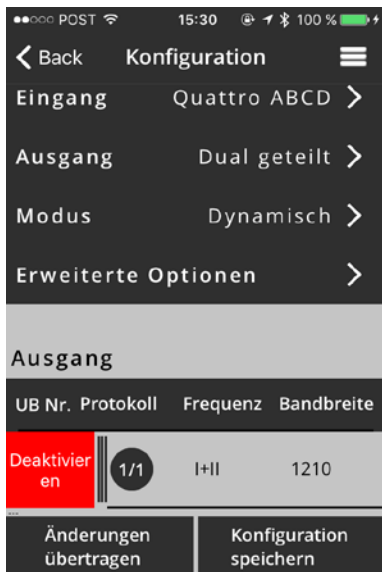 POST 15:30 100 %
Back Konfiguration
Eingang Quattro ABCD
Ausgang Dual geteilt
Modus Dynamisch
Erweiterte Optionen
Ausgang
UB Nr. Protokoll Frequenz Bandbreite
Deaktivier
en
1/1 I+II 1210
...
Änderungen
übertragen
Konfiguration
speichern